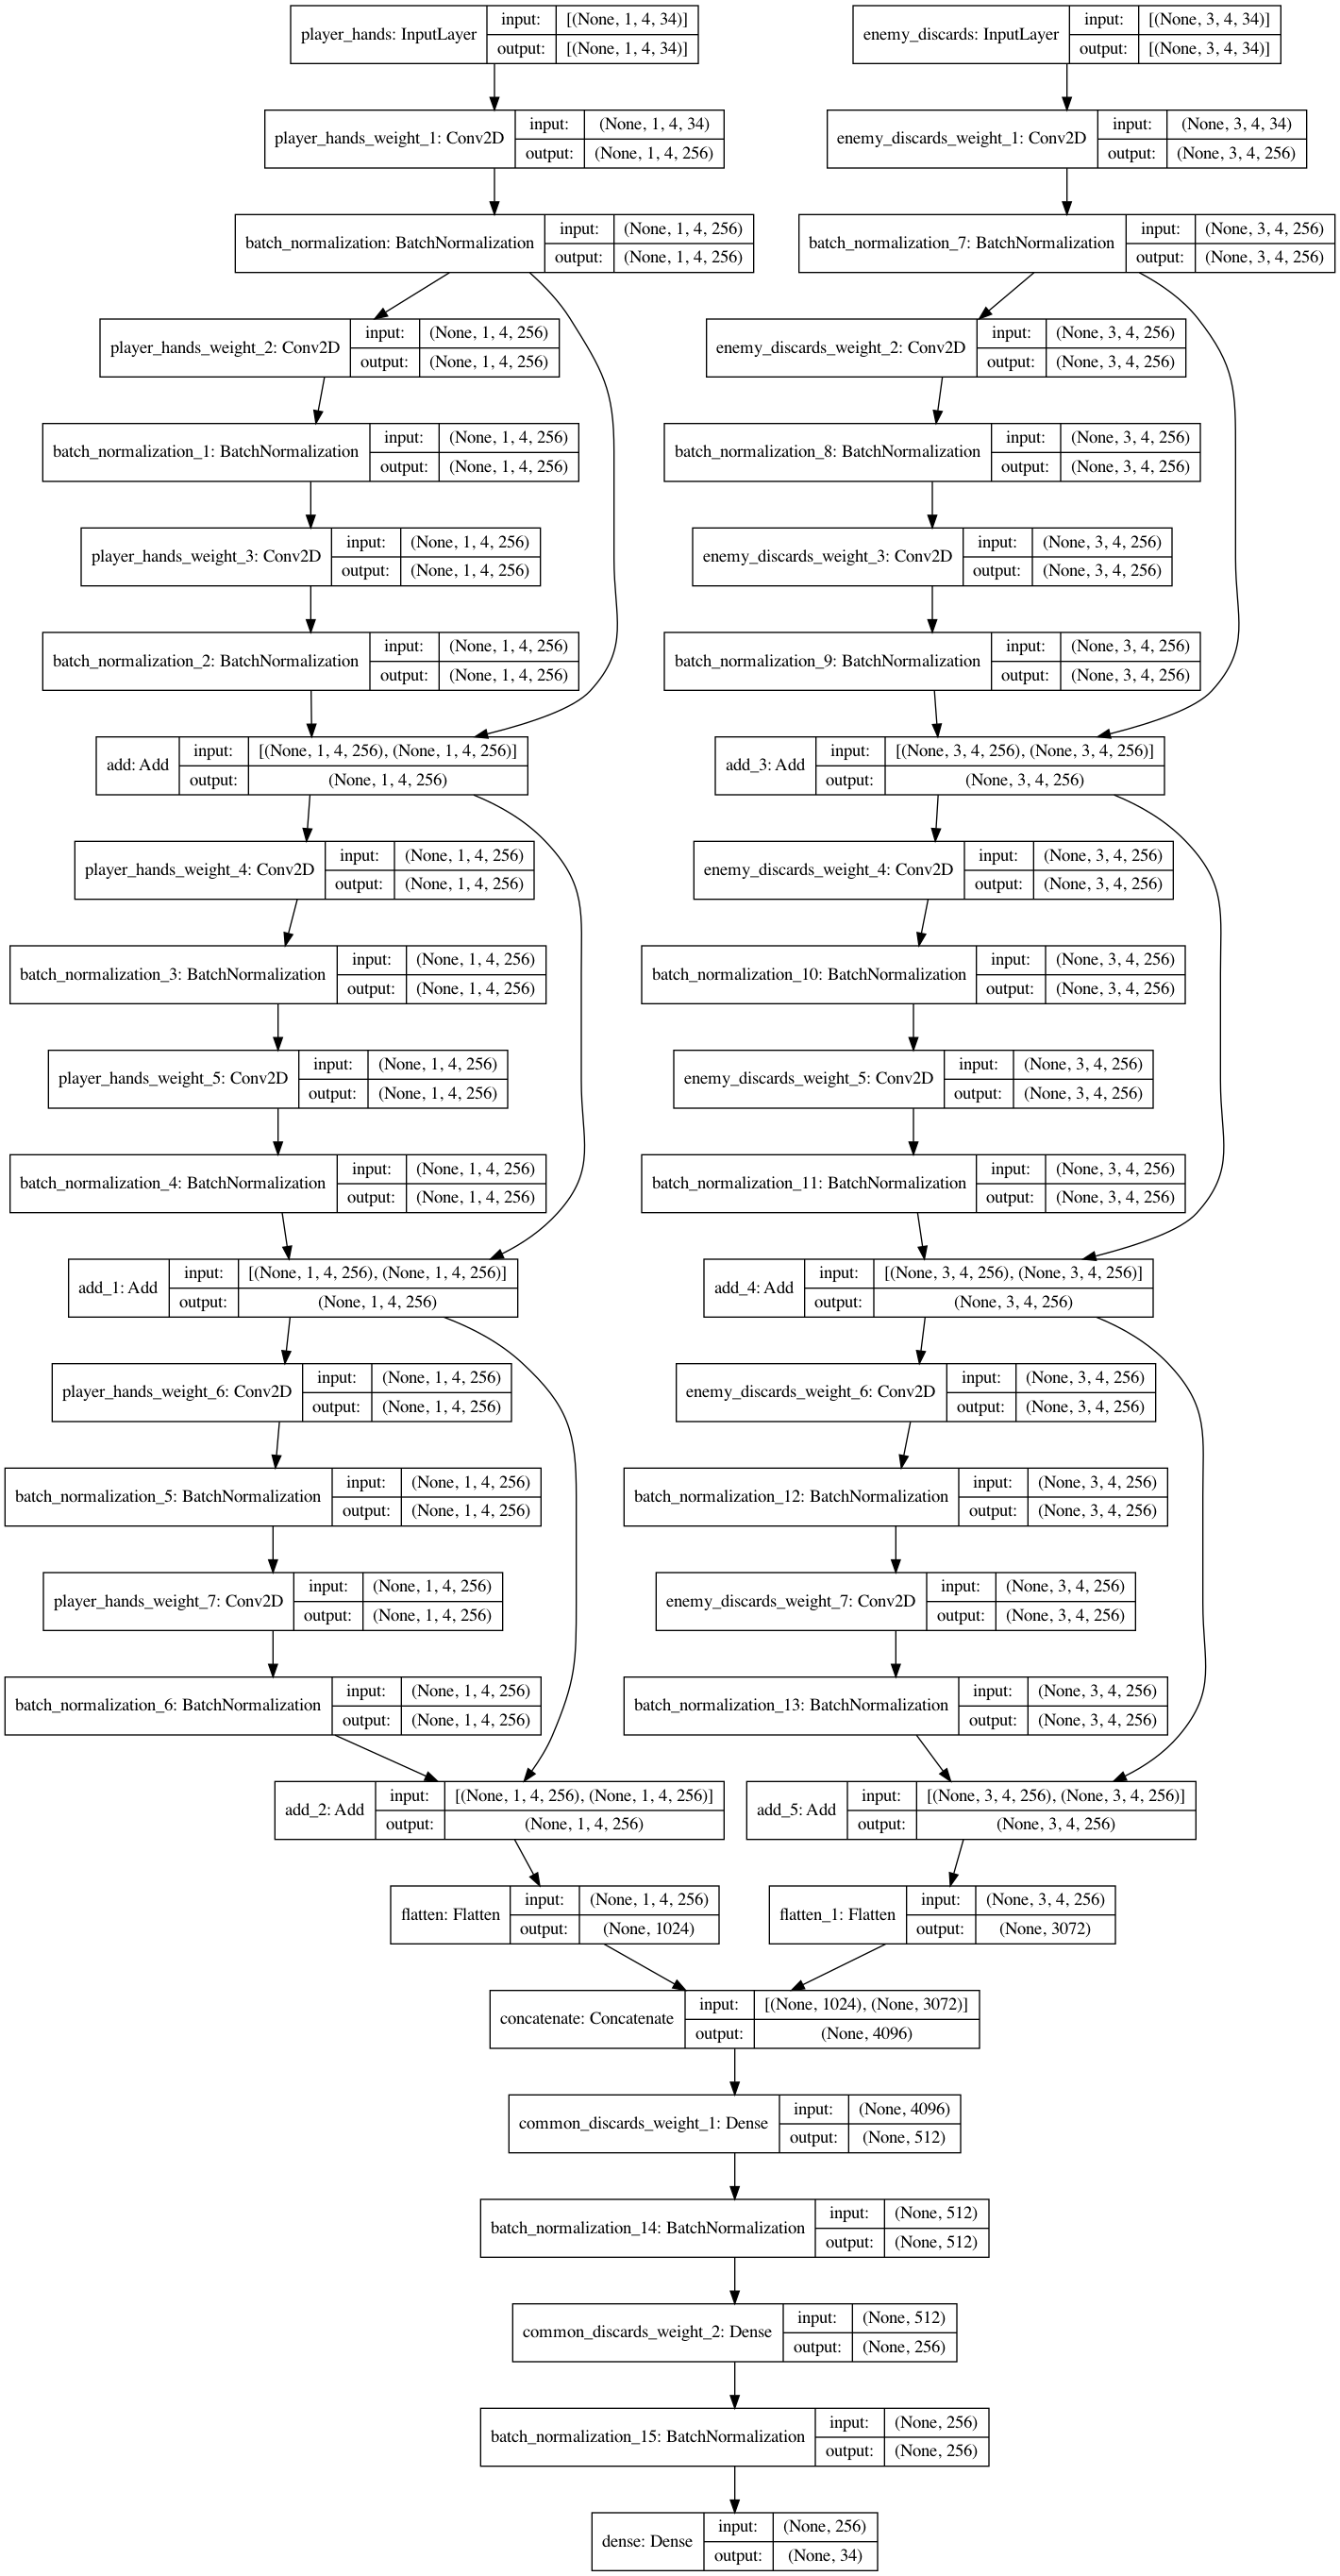 player_hands: InputLayer
input: [(None, 1, 4, 34)]
output: [(None, 1, 4, 34)]
enemy_discards: InputLayer
input: [(None, 3, 4, 34)]
output: [(None, 3, 4, 34)]
player_hands_weight_1: Conv2D
input: (None, 1, 4, 34)
output: (None, 1, 4, 256)
enemy_discards_weight_1: Conv2D
input: (None, 3, 4, 34)
output: (None, 3, 4, 256)
batch_normalization: BatchNormalization
input: (None, 1, 4, 256)
output: (None, 1, 4, 256)
batch_normalization_7: BatchNormalization
input: (None, 3, 4, 256)
output: (None, 3, 4, 256)
player_hands_weight_2: Conv2D
input: (None, 1, 4, 256)
output: (None, 1, 4, 256)
enemy_discards_weight_2: Conv2D
input: (None, 3, 4, 256)
output: (None, 3, 4, 256)
batch_normalization_1: BatchNormalization
input: (None, 1, 4, 256)
output: (None, 1, 4, 256)
batch_normalization_8: BatchNormalization
input: (None, 3, 4, 256)
output: (None, 3, 4, 256)
player_hands_weight_3: Conv2D
input: (None, 1, 4, 256)
output: (None, 1, 4, 256)
enemy_discards_weight_3: Conv2D
input: (None, 3, 4, 256)
output: (None, 3, 4, 256)
batch_normalization_2: BatchNormalization
input: (None, 1, 4, 256)
output: (None, 1, 4, 256)
batch_normalization_9: BatchNormalization
input: (None, 3, 4, 256)
output: (None, 3, 4, 256)
add: Add
input: [(None, 1, 4, 256), (None, 1, 4, 256)]
output: (None, 1, 4, 256)
add_3: Add
input: [(None, 3, 4, 256), (None, 3, 4, 256)]
output: (None, 3, 4, 256)
player_hands_weight_4: Conv2D
input: (None, 1, 4, 256)
output: (None, 1, 4, 256)
enemy_discards_weight_4: Conv2D
input: (None, 3, 4, 256)
output: (None, 3, 4, 256)
batch_normalization_3: BatchNormalization
input: (None, 1, 4, 256)
output: (None, 1, 4, 256)
batch_normalization_10: BatchNormalization
input: (None, 3, 4, 256)
output: (None, 3, 4, 256)
player_hands_weight_5: Conv2D
input: (None, 1, 4, 256)
output: (None, 1, 4, 256)
enemy_discards_weight_5: Conv2D
input: (None, 3, 4, 256)
output: (None, 3, 4, 256)
batch_normalization_4: BatchNormalization
input: (None, 1, 4, 256)
output: (None, 1, 4, 256)
batch_normalization_11: BatchNormalization
input: (None, 3, 4, 256)
output: (None, 3, 4, 256)
add_1: Add
input: [(None, 1, 4, 256), (None, 1, 4, 256)]
output: (None, 1, 4, 256)
add_4: Add
input: [(None, 3, 4, 256), (None, 3, 4, 256)]
output: (None, 3, 4, 256)
player_hands_weight_6: Conv2D
input: (None, 1, 4, 256)
output: (None, 1, 4, 256)
enemy_discards_weight_6: Conv2D
input: (None, 3, 4, 256)
output: (None, 3, 4, 256)
batch_normalization_5: BatchNormalization
input: (None, 1, 4, 256)
output: (None, 1, 4, 256)
batch_normalization_12: BatchNormalization
input: (None, 3, 4, 256)
output: (None, 3, 4, 256)
player_hands_weight_7: Conv2D
input: (None, 1, 4, 256)
output: (None, 1, 4, 256)
enemy_discards_weight_7: Conv2D
input: (None, 3, 4, 256)
output: (None, 3, 4, 256)
batch_normalization_6: BatchNormalization
input: (None, 1, 4, 256)
output: (None, 1, 4, 256)
batch_normalization_13: BatchNormalization
input: (None, 3, 4, 256)
output: (None, 3, 4, 256)
add_2: Add
input: [(None, 1, 4, 256), (None, 1, 4, 256)]
output: (None, 1, 4, 256)
add_5: Add
input: [(None, 3, 4, 256), (None, 3, 4, 256)]
output: (None, 3, 4, 256)
flatten: Flatten
input: (None, 1, 4, 256)
output: (None, 1024)
flatten_1: Flatten
input: (None, 3, 4, 256)
output: (None, 3072)
concatenate: Concatenate
input: [(None, 1024), (None, 3072)]
output: (None, 4096)
common_discards_weight_1: Dense
input: (None, 4096)
output: (None, 512)
batch_normalization_14: BatchNormalization
input: (None, 512)
output: (None, 512)
common_discards_weight_2: Dense
input: (None, 512)
output: (None, 256)
batch_normalization_15: BatchNormalization
input: (None, 256)
output: (None, 256)
dense: Dense
input: (None, 256)
output: (None, 34)